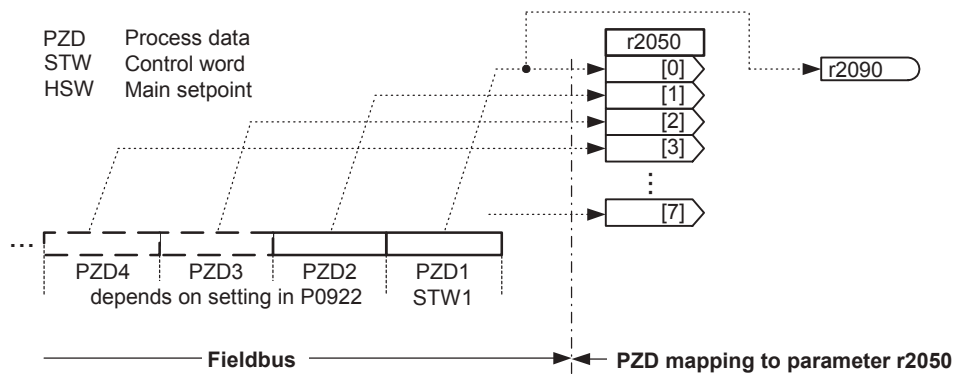 PZD Process data
STW Control word
HSW Main setpoint
r2050
[0]
[1]
[2]
[3]
[7]
r2090
...
PZD4 PZD3 PZD2 PZD1
depends on setting in P0922 STW1
Fieldbus
PZD mapping to parameter r2050